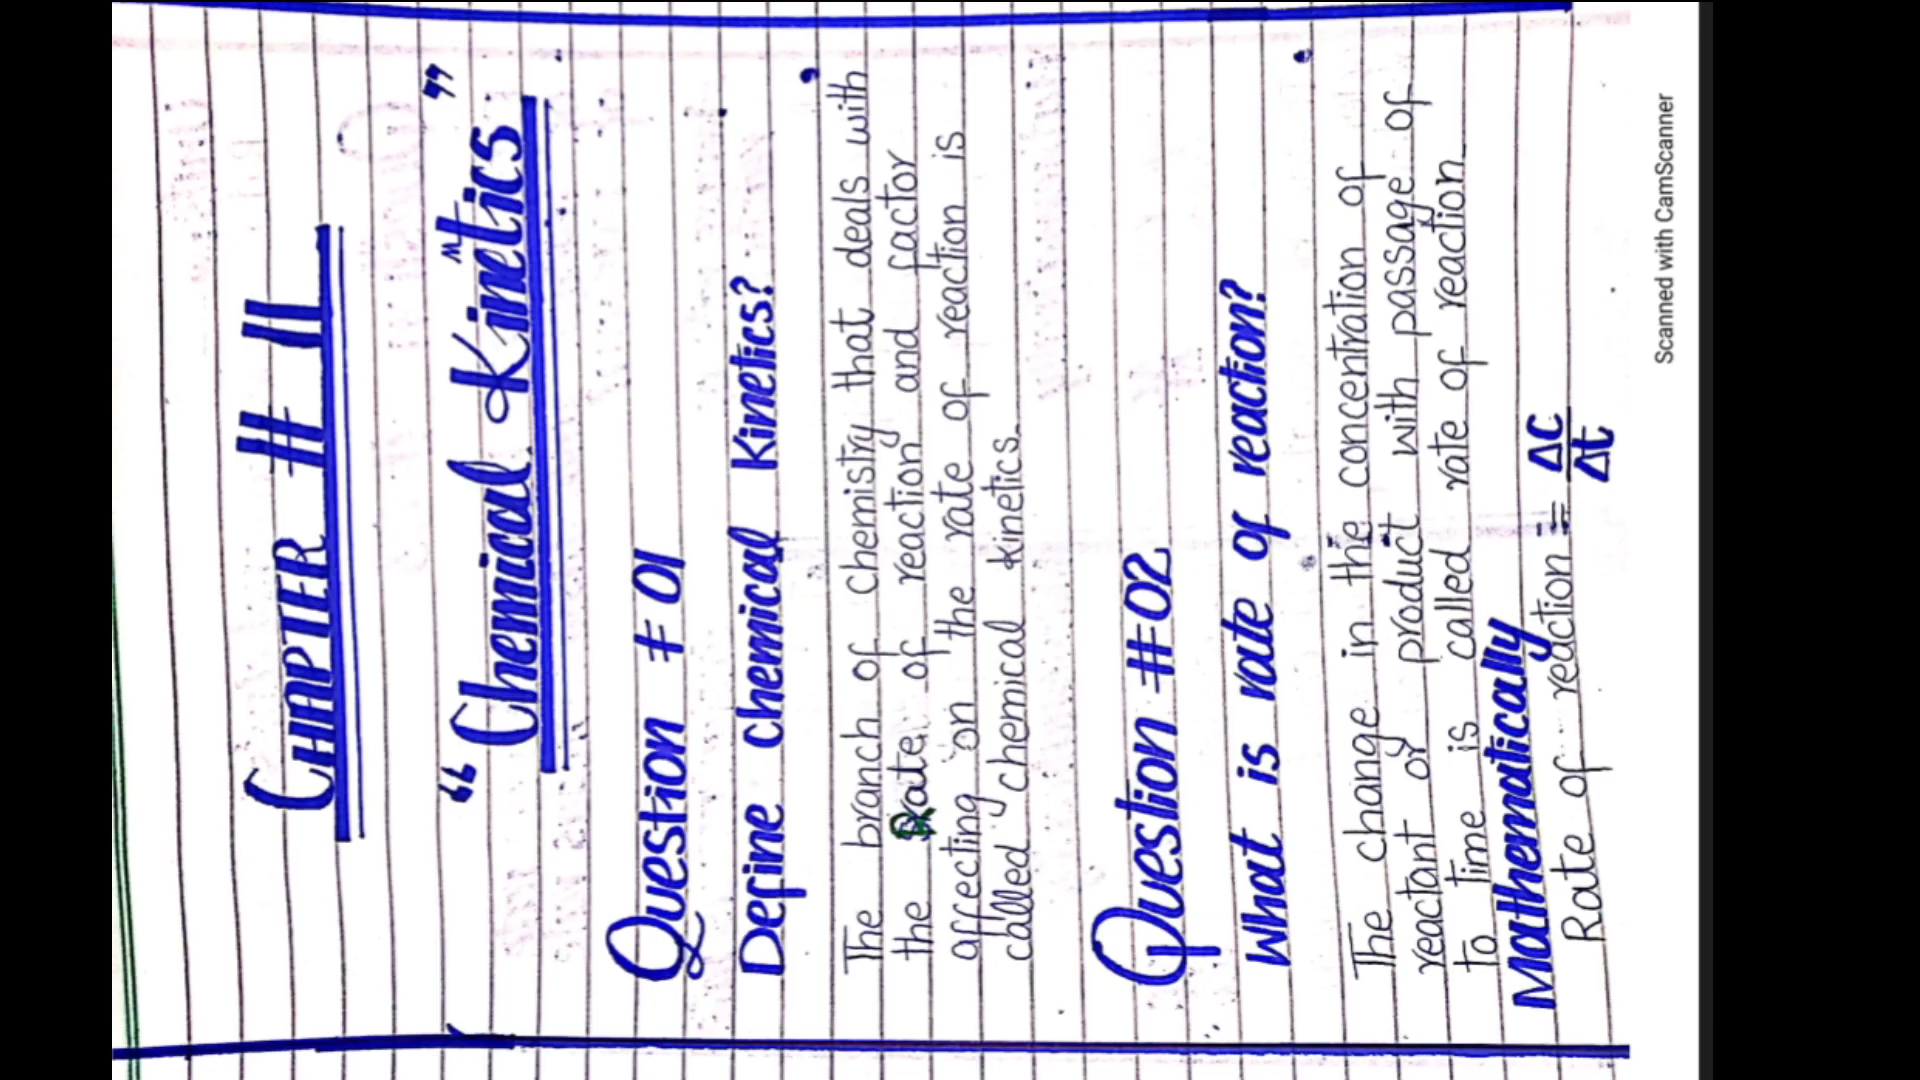 CHAPTER # 11
" Chemical Kinetics "
Question # 01
Define chemical Kinetics?
The branch of chemistry that deals with
the Rate of reaction and factor
affecting on the rate of reaction is
called chemical kinetics.
Question # 02
What is rate of reaction?
The change in the concentration of
reactant or product with passage of
to time is called rate of reaction.
Mathematically
Rate of reaction = ΔC
Δt
Scanned with CamScanner